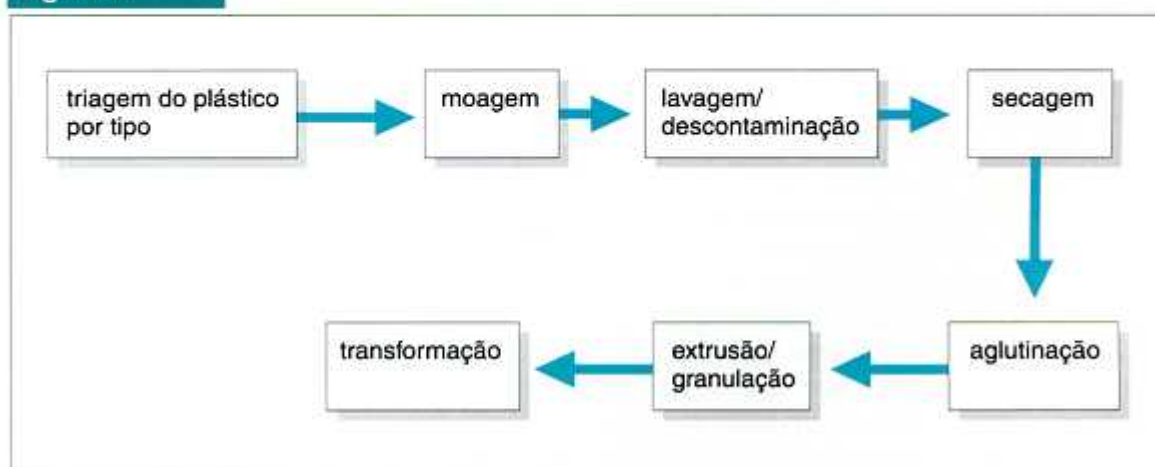 triagem do plástico
por tipo
moagem
lavagem/
descontaminação
secagem
aglutinação
extrusão/
granulação
transformação